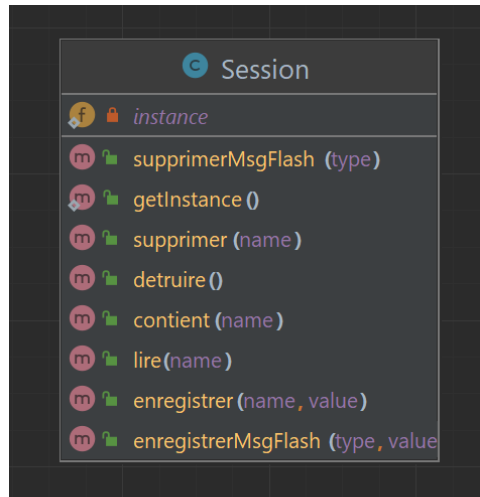 Session
instance
supprimerMsgFlash (type)
getInstance()
supprimer(name)
detruire()
contient(name)
lire(name)
enregistrer(name, value)
enregistrerMsgFlash (type, value